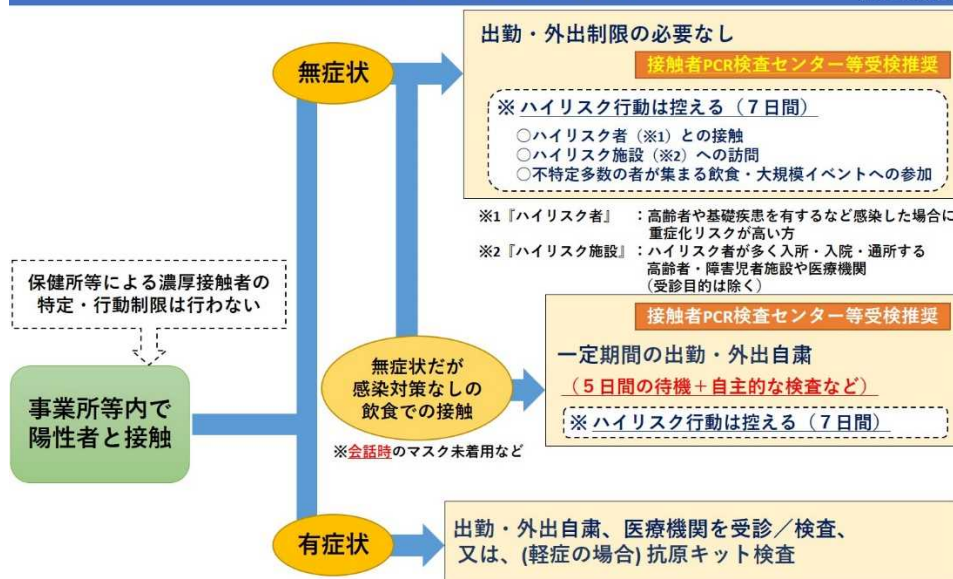 無症状
出勤・外出制限の必要なし
接触者PCR検査センター等受検推奨
※ ハイリスク行動は控える（７日間）
○ハイリスク者（※1）との接触
○ハイリスク施設（※2）への訪問
○不特定多数の者が集まる飲食・大規模イベントへの参加
※1『ハイリスク者』　：高齢者や基礎疾患を有するなど感染した場合に
重症化リスクが高い方
※2『ハイリスク施設』：ハイリスク者が多く入所・入院・通所する
高齢者・障害児者施設や医療機関
（受診目的は除く）
保健所等による濃厚接触者の
特定・行動制限は行わない
事業所等内で
陽性者と接触
無症状だが
感染対策なしの
飲食での接触
※会話時のマスク未着用など
接触者PCR検査センター等受検推奨
一定期間の出勤・外出自粛
（５日間の待機＋自主的な検査など）
※ ハイリスク行動は控える（７日間）
有症状
出勤・外出自粛、医療機関を受診／検査、
又は、(軽症の場合) 抗原キット検査